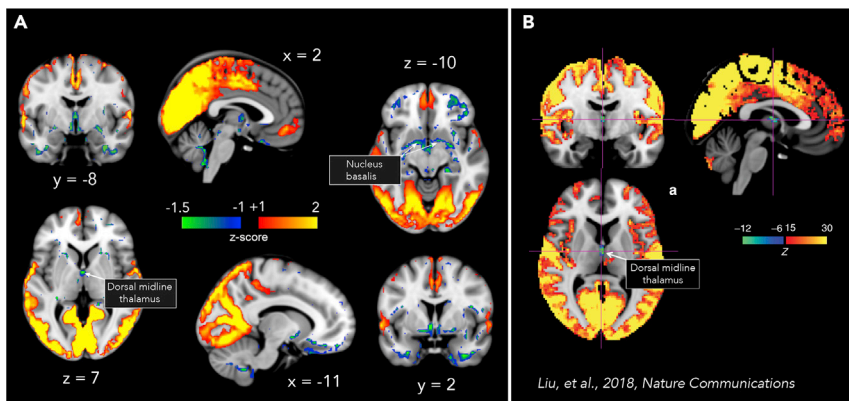 A
x = 2
z = -10
y = -8
Nucleus
basalis
-1.5 -1 +1 2
z-score
Dorsal midline
thalamus
z = 7
x = -11
y = 2
B
a
-12 -6 15 30
Z
Dorsal midline
thalamus
Liu, et al., 2018, Nature Communications